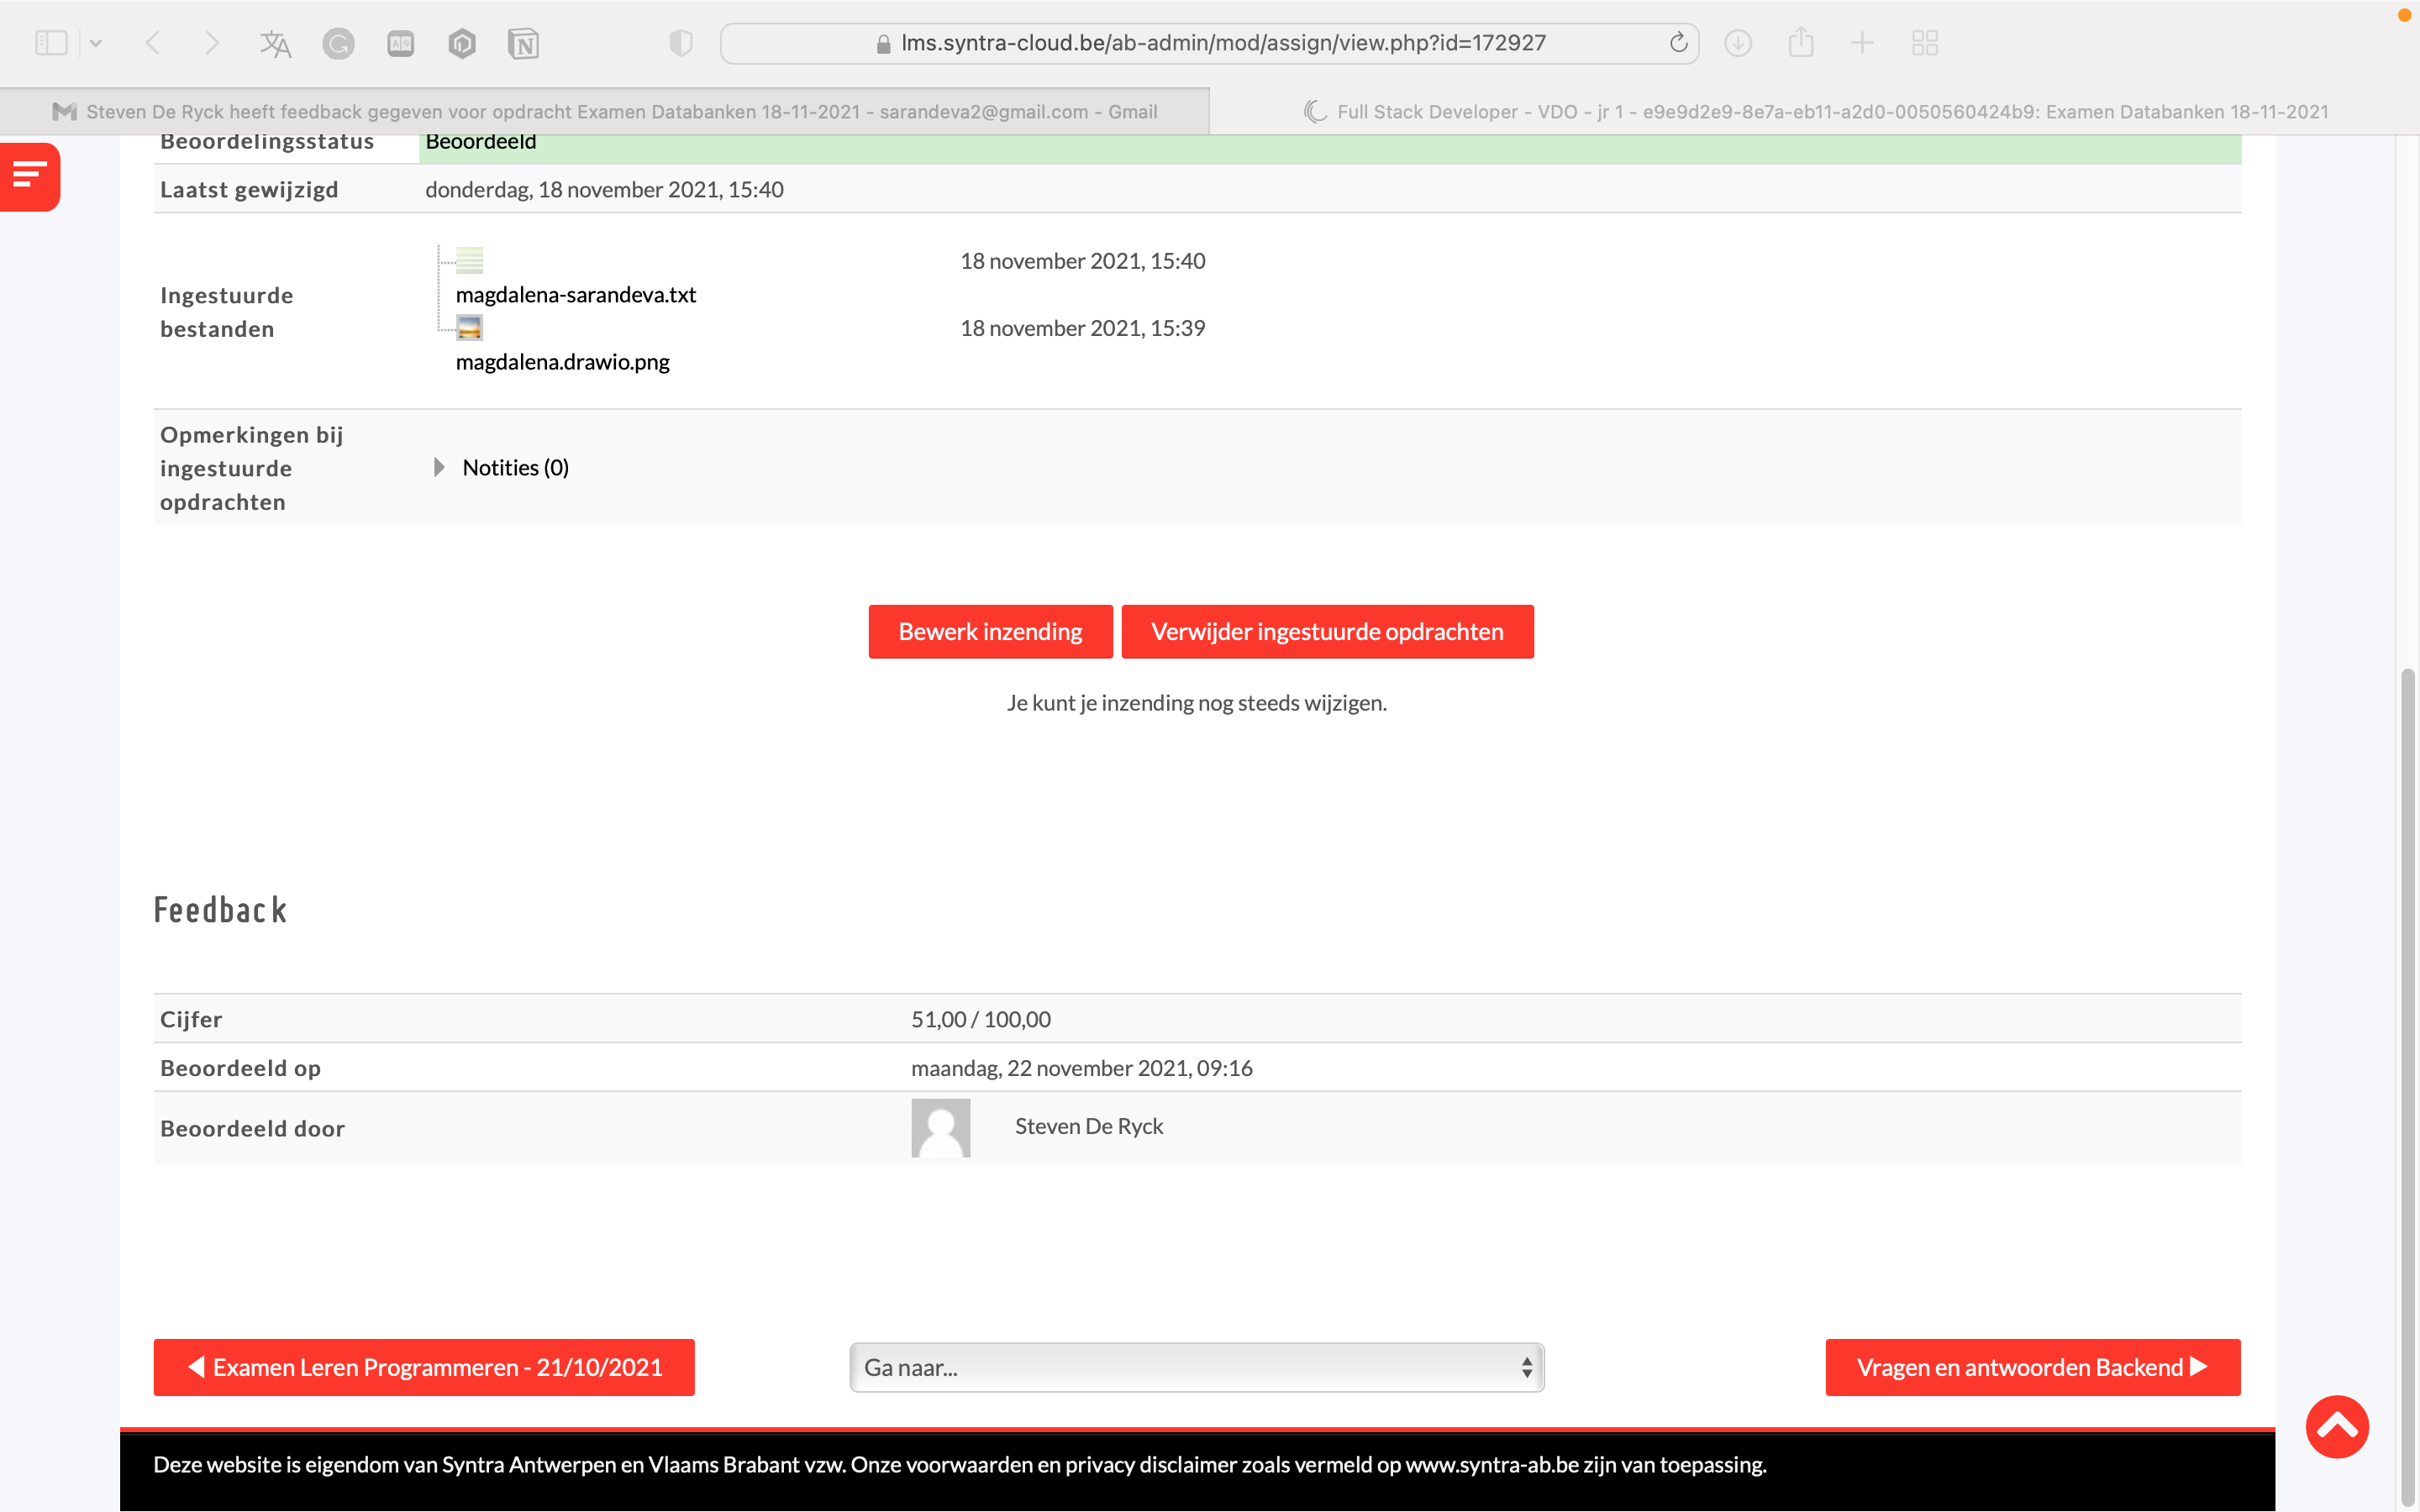 lms.syntra-cloud.be/ab-admin/mod/assign/view.php?id=172927
Steven De Ryck heeft feedback gegeven voor opdracht Examen Databanken 18-11-2021 - sarandeva2@gmail.com - Gmail
Full Stack Developer - VDO - jr 1 - e9e9d2e9-8e7a-eb11-a2d0-0050560424b9: Examen Databanken 18-11-2021
Beoordelingsstatus Beoordeeld
Laatst gewijzigd donderdag, 18 november 2021, 15:40
Ingestuurde
bestanden
18 november 2021, 15:40
magdalena-sarandeva.txt
18 november 2021, 15:39
magdalena.drawio.png
Opmerkingen bij
ingestuurde
opdrachten
Notities (0)
Bewerk inzending
Verwijder ingestuurde opdrachten
Je kunt je inzending nog steeds wijzigen.
Feedback
Cijfer 51,00 / 100,00
Beoordeeld op maandag, 22 november 2021, 09:16
Beoordeeld door Steven De Ryck
Examen Leren Programmeren - 21/10/2021
Ga naar...
Vragen en antwoorden Backend
Deze website is eigendom van Syntra Antwerpen en Vlaams Brabant vzw. Onze voorwaarden en privacy disclaimer zoals vermeld op www.syntra-ab.be zijn van toepassing.